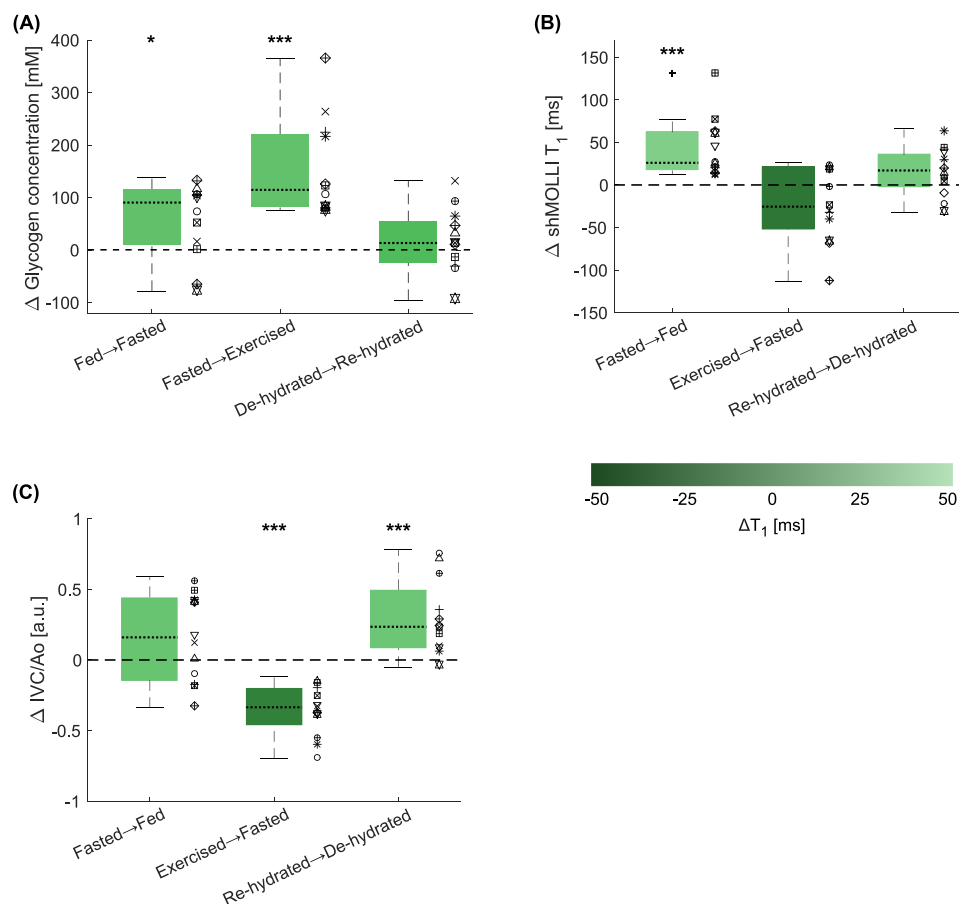 (A)
Δ Glycogen concentration [mM]
400
300
200
100
0
-100
*
***
Fed→Fasted
Fasted→Exercised
De-hydrated→Re-hydrated
(B)
Δ shMOLLI T1 [ms]
150
100
50
0
-50
-100
-150
***
Fasted→Fed
Exercised→Fasted
Re-hydrated→De-hydrated
-50
-25
0
25
50
ΔT1 [ms]
(C)
Δ IVC/Ao [a.u.]
1
0.5
0
-0.5
-1
***
***
Fasted→Fed
Exercised→Fasted
Re-hydrated→De-hydrated